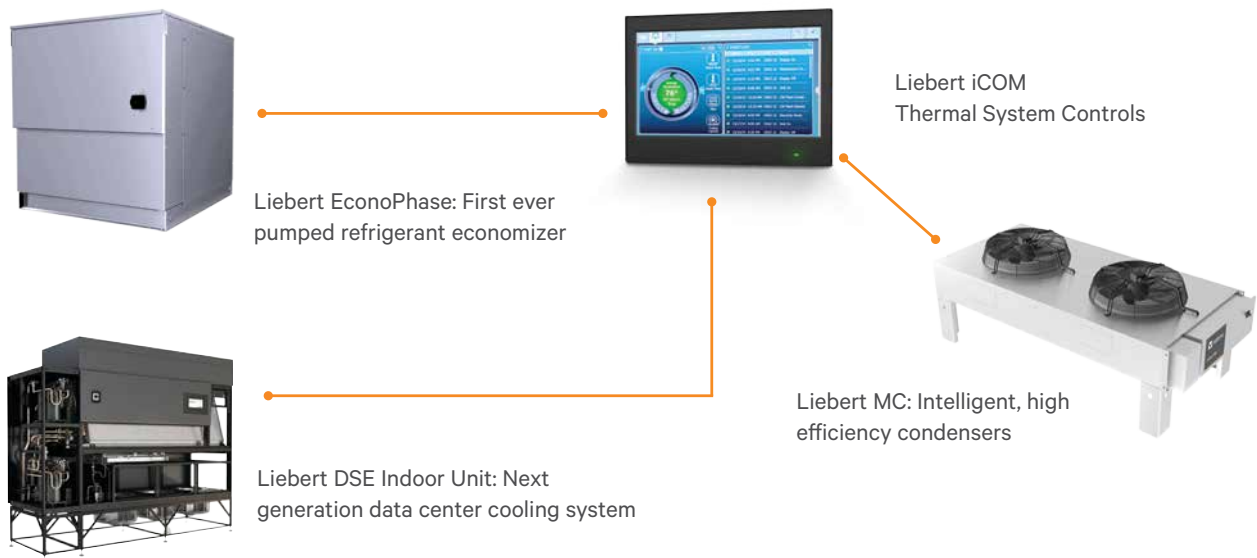 Liebert iCOM
Thermal System Controls
Liebert EconoPhase: First ever
pumped refrigerant economizer
Liebert MC: Intelligent, high
efficiency condensers
Liebert DSE Indoor Unit: Next
generation data center cooling system